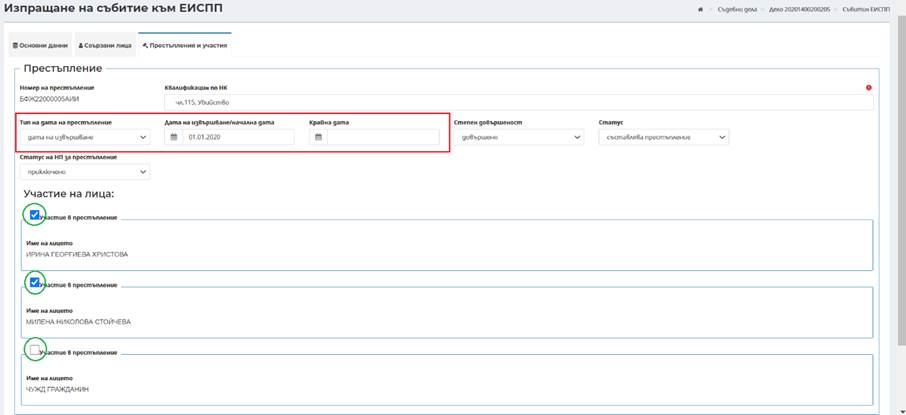 Изпращане на събитие към ЕИСПП
Съдебни дела
Дело 20201400200205
Събития ЕИСПП
Основни данни
Свързани лица
Престъпления и участия
Престъпление
Номер на престъпление
Квалификации по НК
БФЖ22000005АИИ
чл.115, Убийство
Тип на дата на престъпление
Дата на извършване/начална дата
Крайна дата
Степен довършеност
Статус
дата на извършване
01.01.2020
довършено
съставлява престъпление
Статус на НП за престъпление
приключено
Участие на лица:
Участие в престъпление
Име на лицето
ИРИНА ГЕОРГИЕВА ХРИСТОВА
Участие в престъпление
Име на лицето
МИЛЕНА НИКОЛОВА СТОЙЧЕВА
Участие в престъпление
Име на лицето
ЧУЖД ГРАЖДАНИН